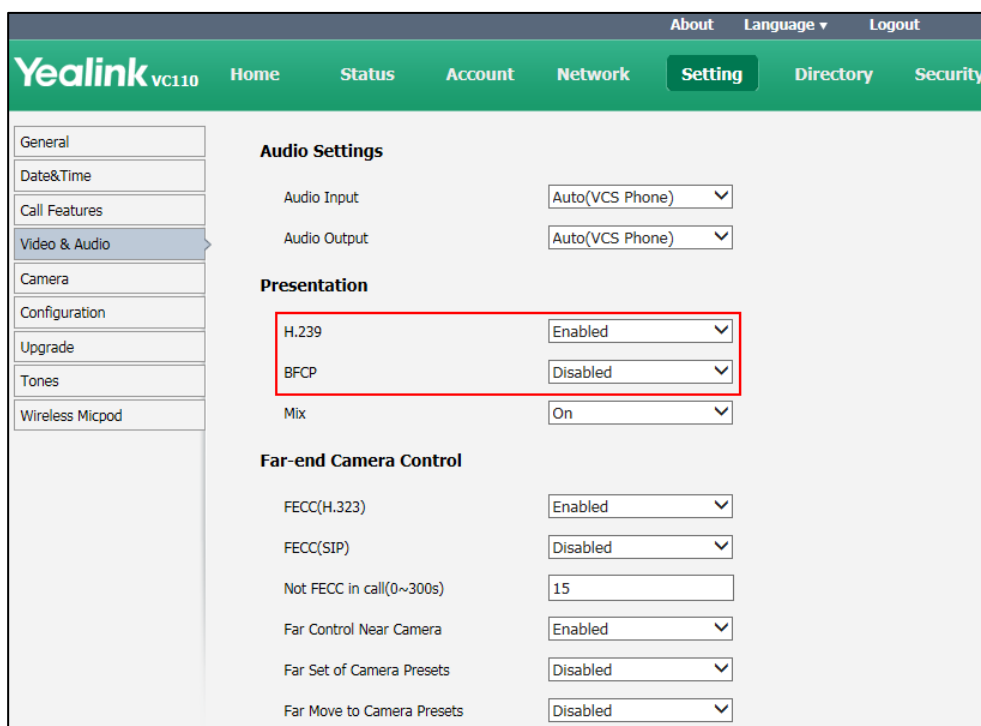 About Language ▾ Logout
Yealink VC110 Home Status Account Network Setting Directory Security
General
Date&Time
Call Features
Video & Audio
Camera
Configuration
Upgrade
Tones
Wireless Micpod
Audio Settings
Audio Input Auto(VCS Phone)
Audio Output Auto(VCS Phone)
Presentation
H.239 Enabled
BFCP Disabled
Mix On
Far-end Camera Control
FECC(H.323) Enabled
FECC(SIP) Disabled
Not FECC in call(0~300s) 15
Far Control Near Camera Enabled
Far Set of Camera Presets Disabled
Far Move to Camera Presets Disabled